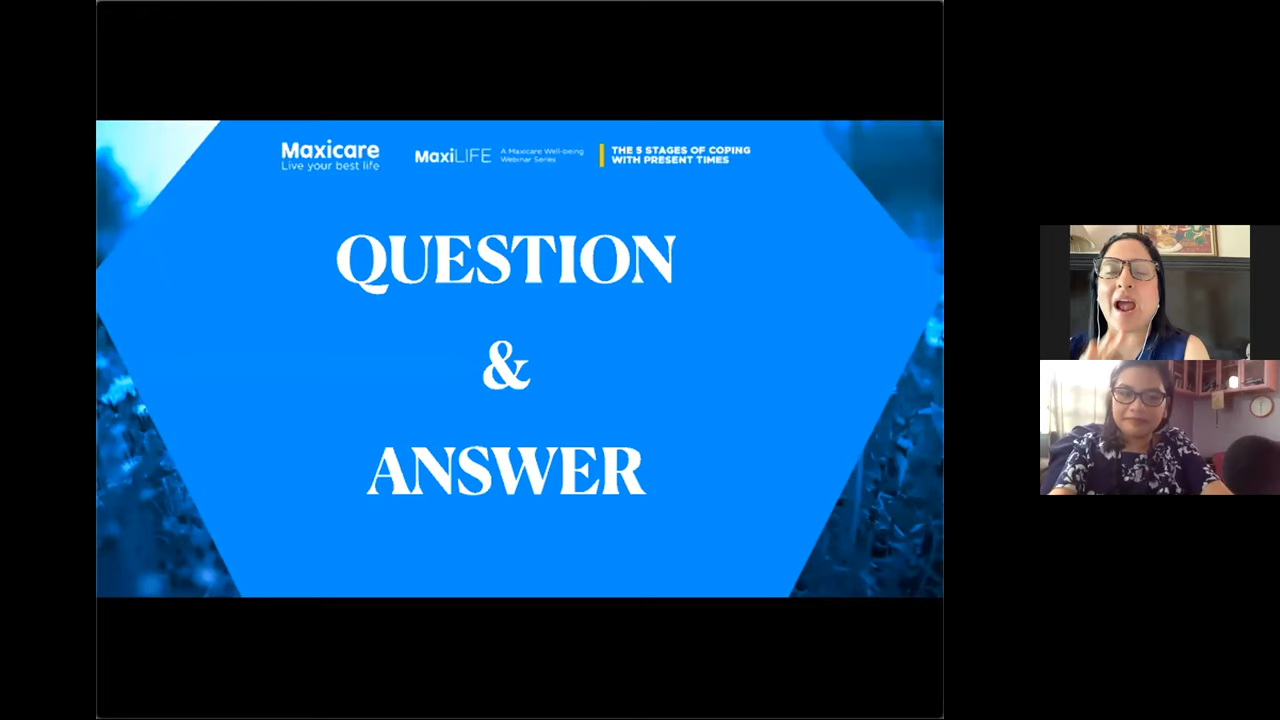 Maxicare
Live your best life
MaxiLIFE
A Maxicare Well-being
Webinar Series
THE 5 STAGES OF COPING
WITH PRESENT TIMES
QUESTION
&
ANSWER